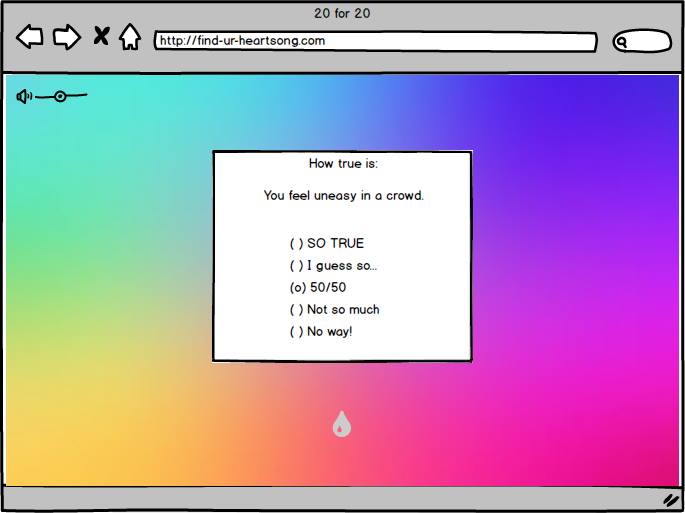 20 for 20
http://find-ur-heartsong.com
How true is:
You feel uneasy in a crowd.
( ) SO TRUE
( ) I guess so...
(o) 50/50
( ) Not so much
( ) No way!